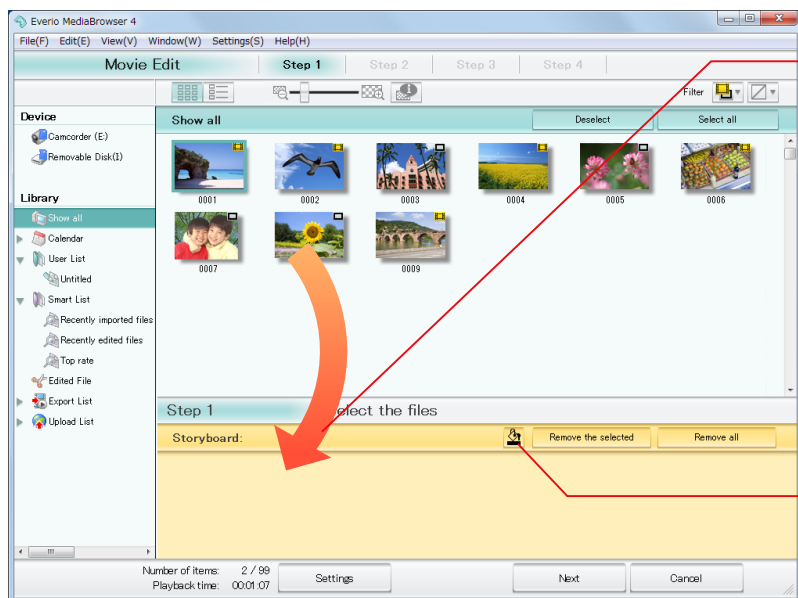 Everio MediaBrowser 4
File(F) Edit(E) View(V) Window(W) Settings(S) Help(H)
Movie Edit Step 1 Step 2 Step 3 Step 4
Filter
Device
Camcorder (E:)
Removable Disk(I)
Library
Show all
Calendar
User List
Untitled
Smart List
Recently imported files
Recently edited files
Top rate
Edited File
Export List
Upload List
Show all Deselect Select all
0001 0002 0003 0004 0005 0006
0007 0009
Step 1 elect the files
Storyboard: Remove the selected Remove all
Number of items: 2 / 99
Playback time: 00:01:07
Settings Next Cancel